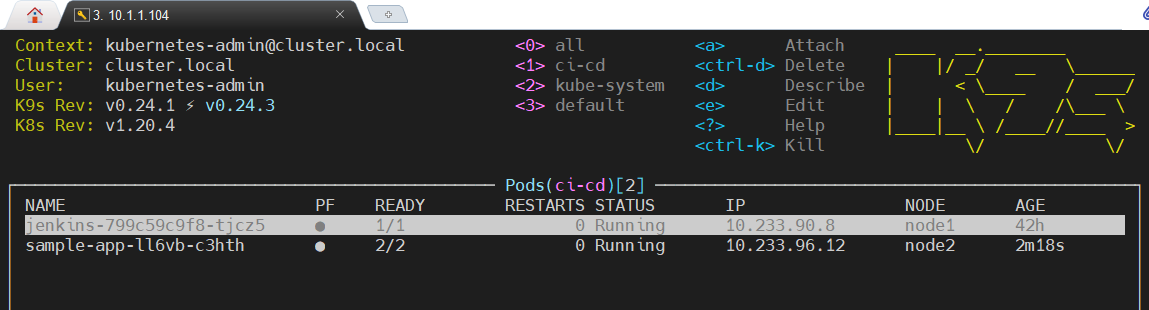 3. 10.1.1.104
Context: kubernetes-admin@cluster.local <0> all <a> Attach
Cluster: cluster.local <1> ci-cd <ctrl-d> Delete
User: kubernetes-admin <2> kube-system <d> Describe
K9s Rev: v0.24.1 ⚡ v0.24.3 <3> default <e> Edit
K8s Rev: v1.20.4 <?> Help
<ctrl-k> Kill
K9s
Pods(ci-cd)[2]
NAME PF READY RESTARTS STATUS IP NODE AGE
jenkins-799c59c9f8-tjcz5 ● 1/1 0 Running 10.233.90.8 node1 42h
sample-app-ll6vb-c3hth ● 2/2 0 Running 10.233.96.12 node2 2m18s